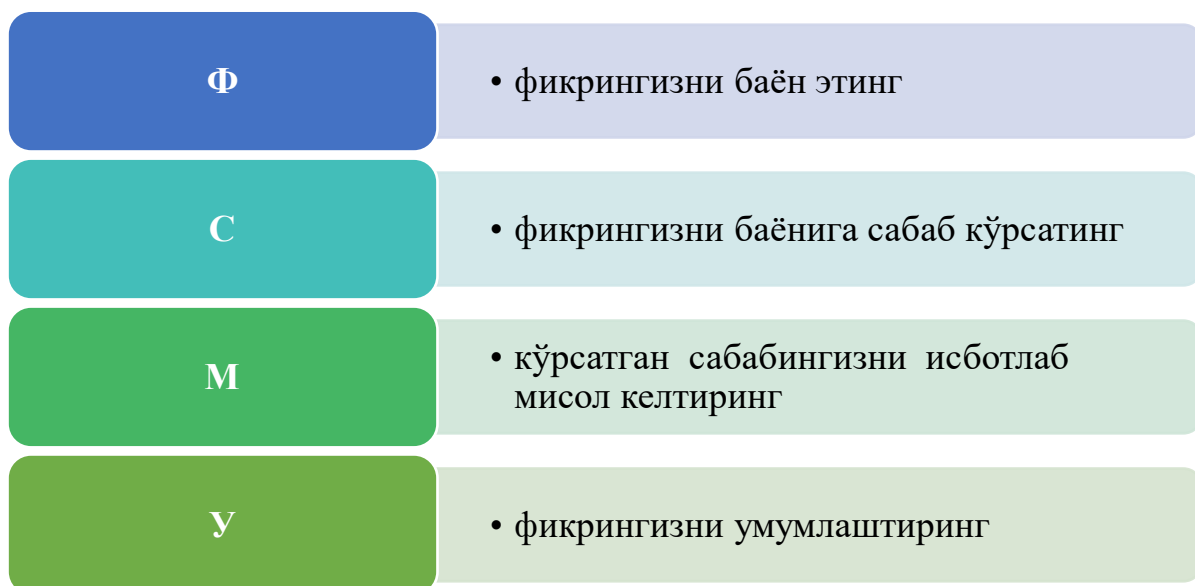 Ф
• фикрингизни баён этинг
С
• фикрингизни баёнига сабаб кўрсатинг
М
• кўрсатган сабабингизни исботлаб
мисол келтиринг
У
• фикрингизни умумлаштиринг